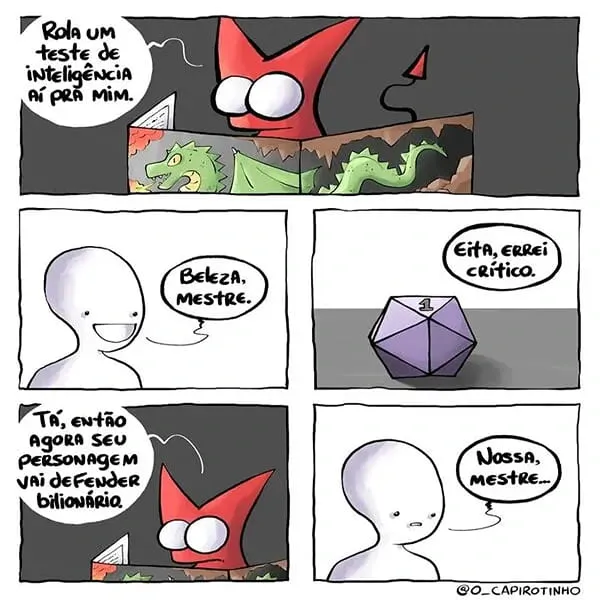 Rola um
teste de
inteligência
aí pra mim.
Beleza,
mestre.
1
Eita, errei
crítico.
Tá, então
agora seu
personagem
vai defender
bilionário.
Nossa,
mestre...
@o_capirotinho